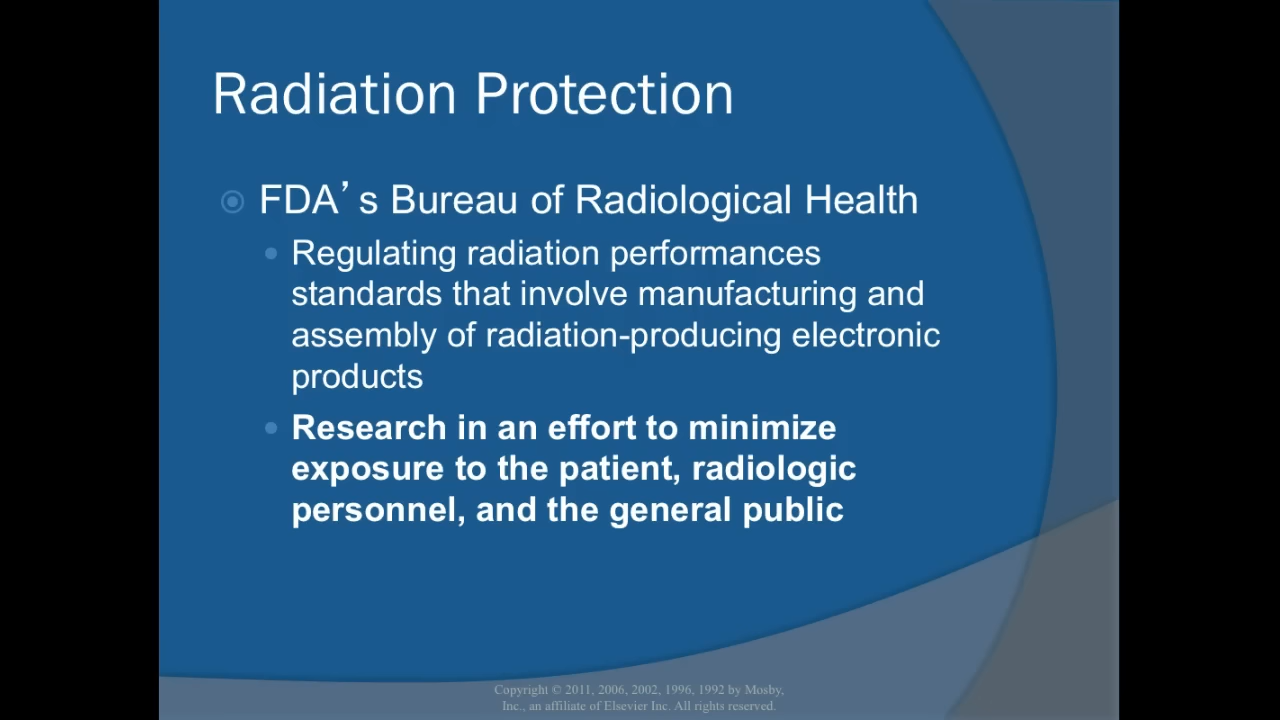 Radiation Protection
FDA’s Bureau of Radiological Health
Regulating radiation performances
standards that involve manufacturing and
assembly of radiation-producing electronic
products
Research in an effort to minimize
exposure to the patient, radiologic
personnel, and the general public
Copyright © 2011, 2006, 2002, 1996, 1992 by Mosby,
Inc., an affiliate of Elsevier Inc. All rights reserved.